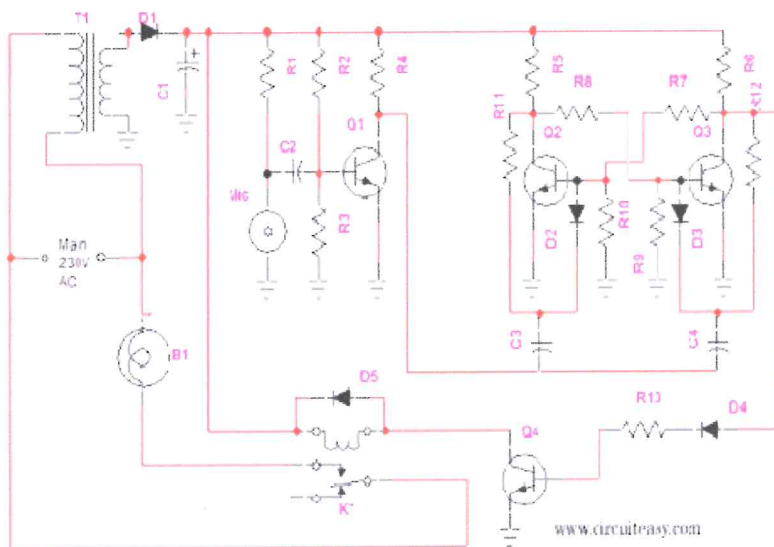 T1
D1
C1
R1
R2
R4
R5
R8
R7
R6
R12
R11
Q1
Q2
Q3
C2
Mic
R3
D2
R10
R9
D3
Main
230V
AC
C3
C4
B1
D5
R13
D4
Q4
www.circuiteasy.com